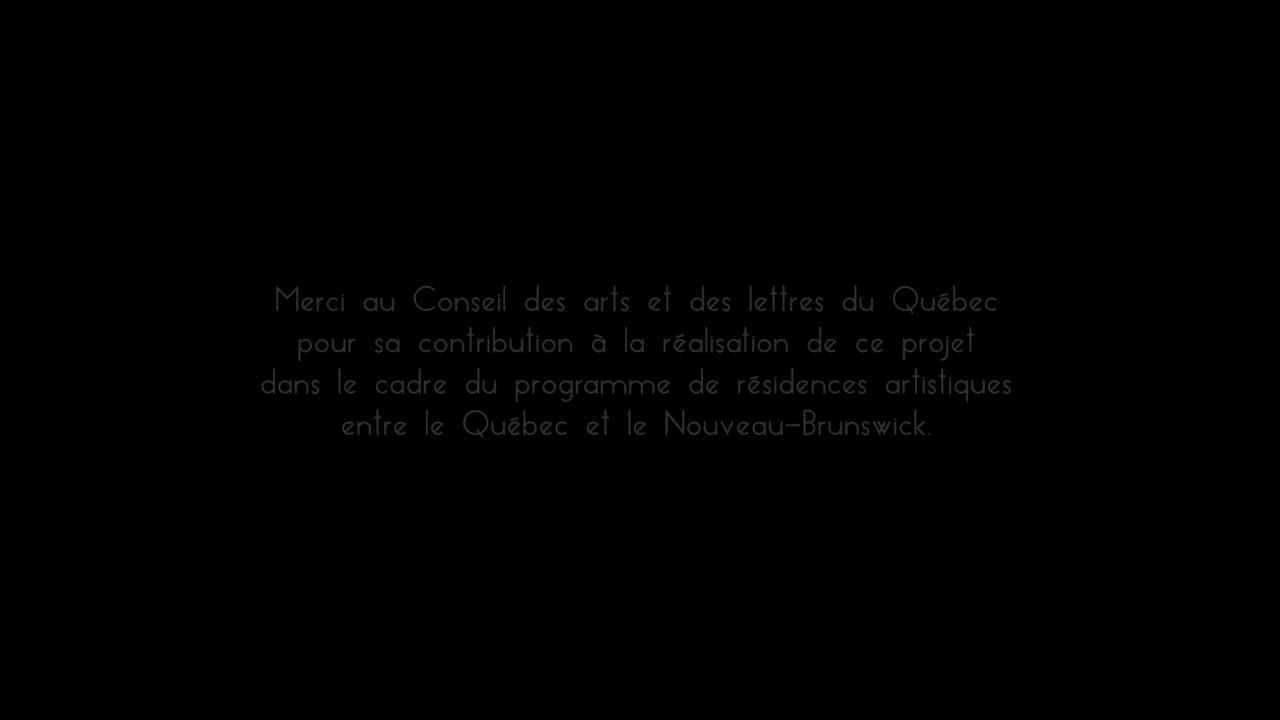 Merci au Conseil des arts et des lettres du Québec
pour sa contribution à la réalisation de ce projet
dans le cadre du programme de résidences artistiques
entre le Québec et le Nouveau-Brunswick.